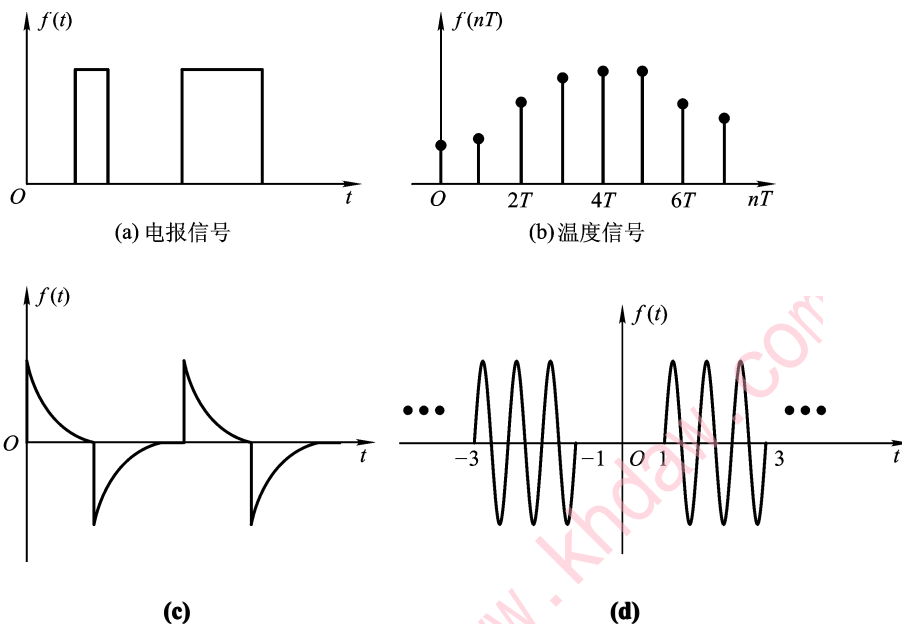 f(t)
O
t
(a) 电报信号
f(nT)
O 2T 4T 6T nT
(b) 温度信号
f(t)
O
t
(c)
f(t)
-3 -1 O 1 3 t
(d)
w.khdaw.com